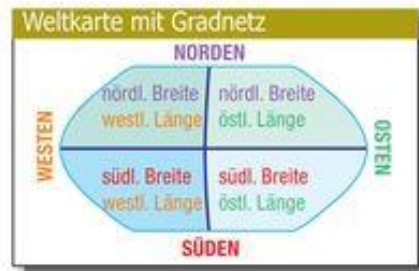 Weltkarte mit Gradnetz
NORDEN
nördl. Breite
westl. Länge
nördl. Breite
östl. Länge
WESTEN
OSTEN
südl. Breite
westl. Länge
südl. Breite
östl. Länge
SÜDEN